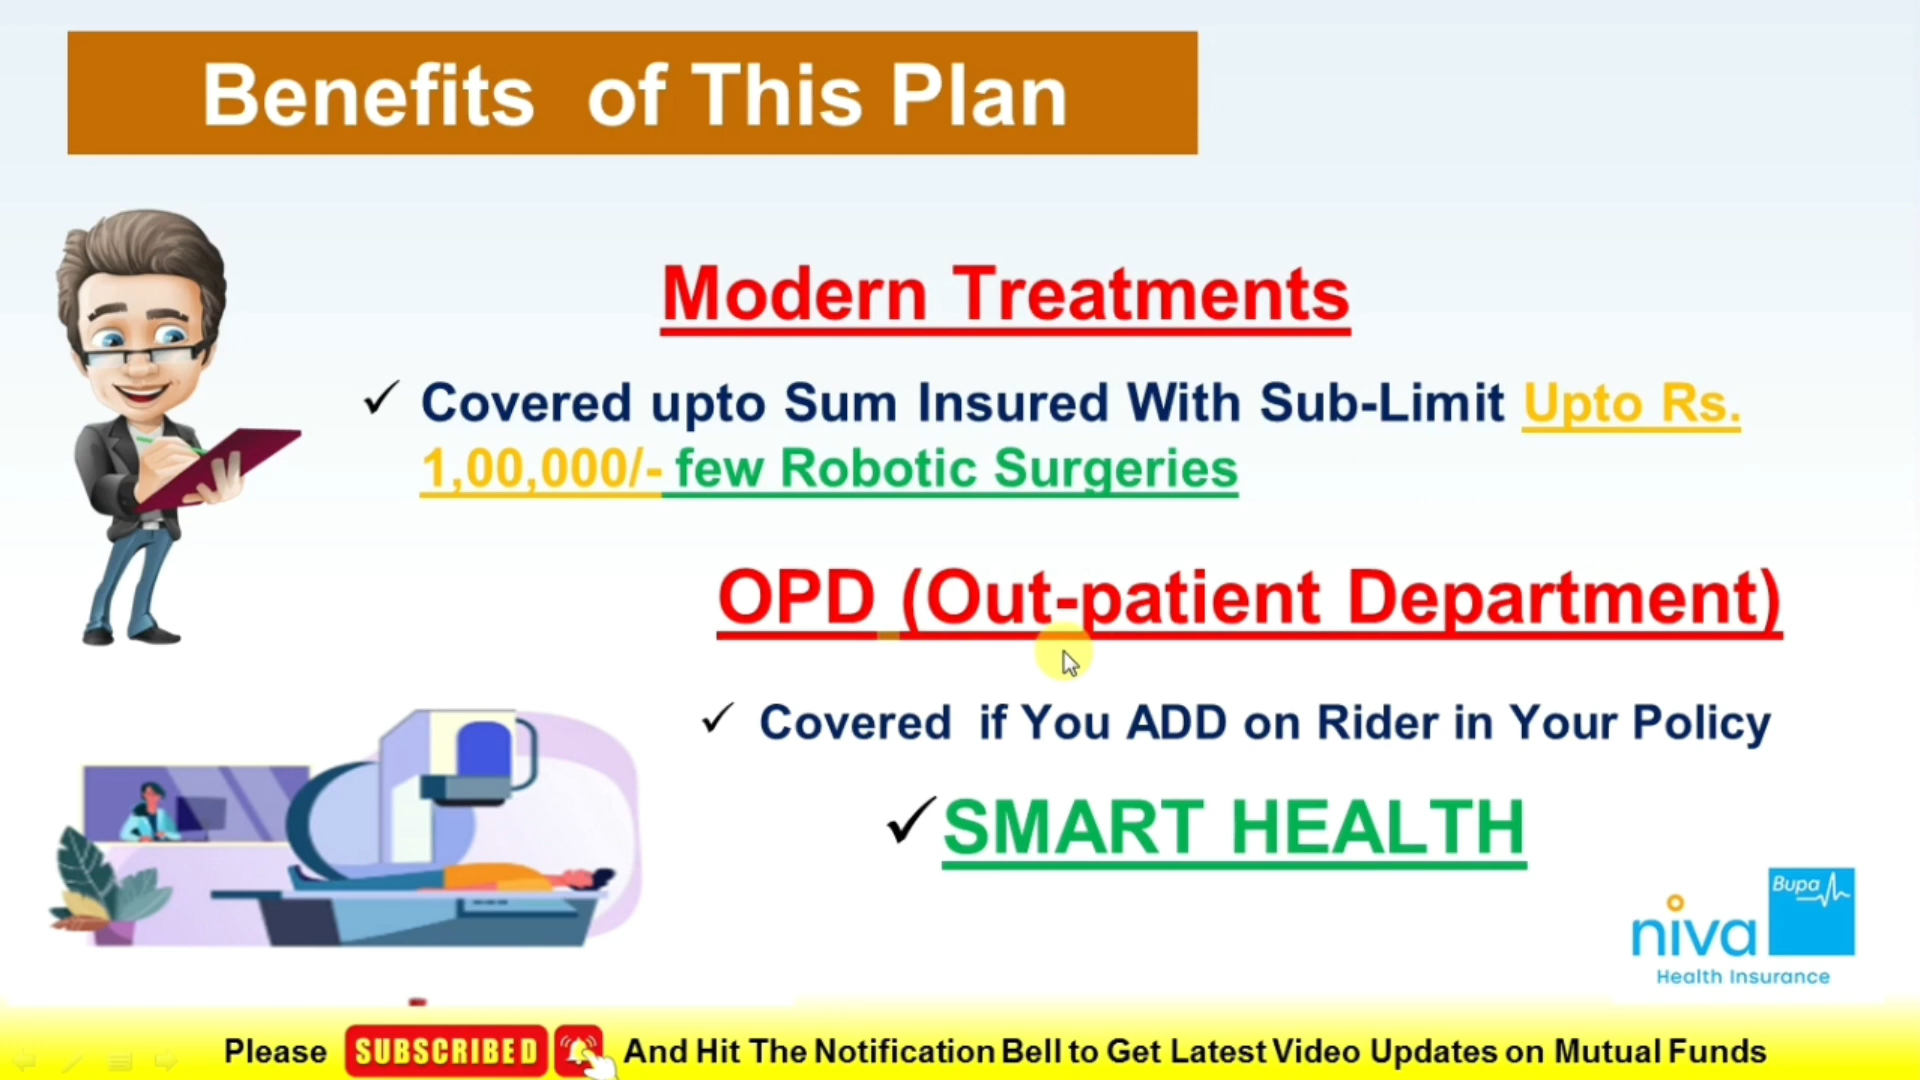 Benefits of This Plan
Modern Treatments
✓ Covered upto Sum Insured With Sub-Limit Upto Rs.
1,00,000/- few Robotic Surgeries
OPD (Out-patient Department)
✓ Covered if You ADD on Rider in Your Policy
✓ SMART HEALTH
Bupa
niva
Health Insurance
Please SUBSCRIBED And Hit The Notification Bell to Get Latest Video Updates on Mutual Funds